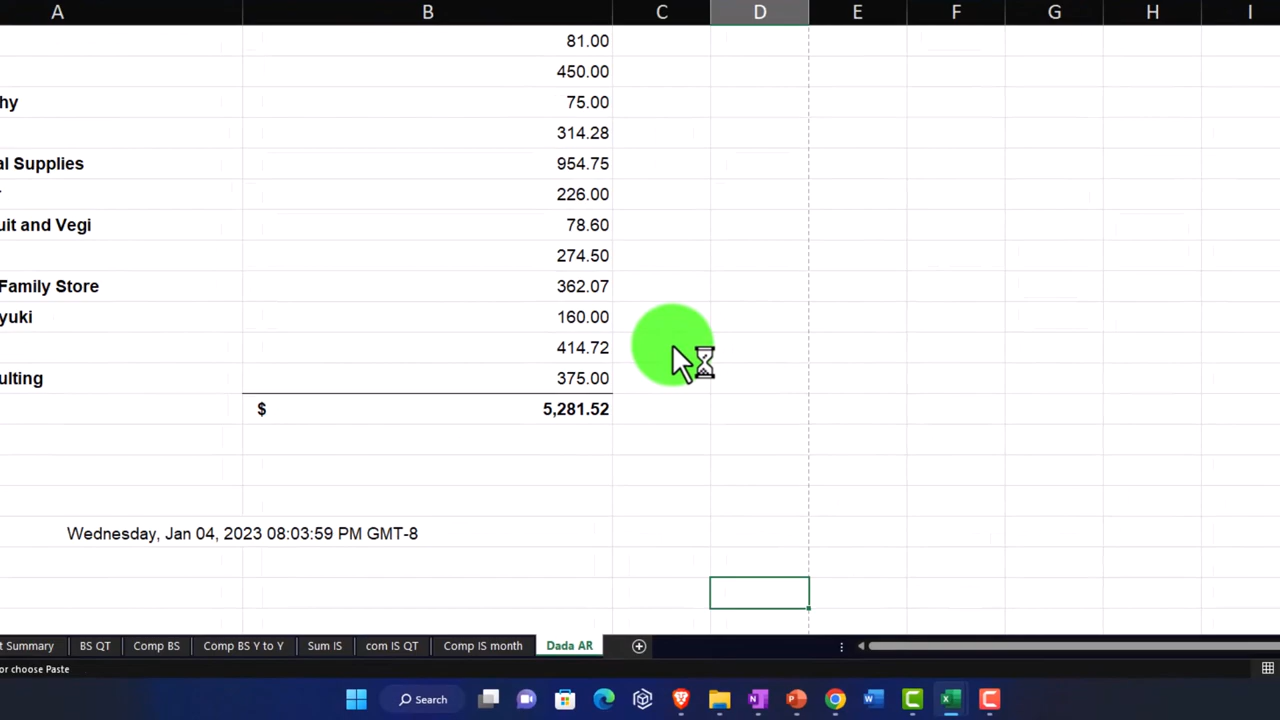 A B C D E F G H I
81.00
450.00
hy 75.00
314.28
al Supplies 954.75
226.00
uit and Vegi 78.60
274.50
Family Store 362.07
yuki 160.00
414.72
ulting 375.00
$ 5,281.52
Wednesday, Jan 04, 2023 08:03:59 PM GMT-8
t Summary BS QT Comp BS Comp BS Y to Y Sum IS com IS QT Comp IS month Dada AR
or choose Paste
Search